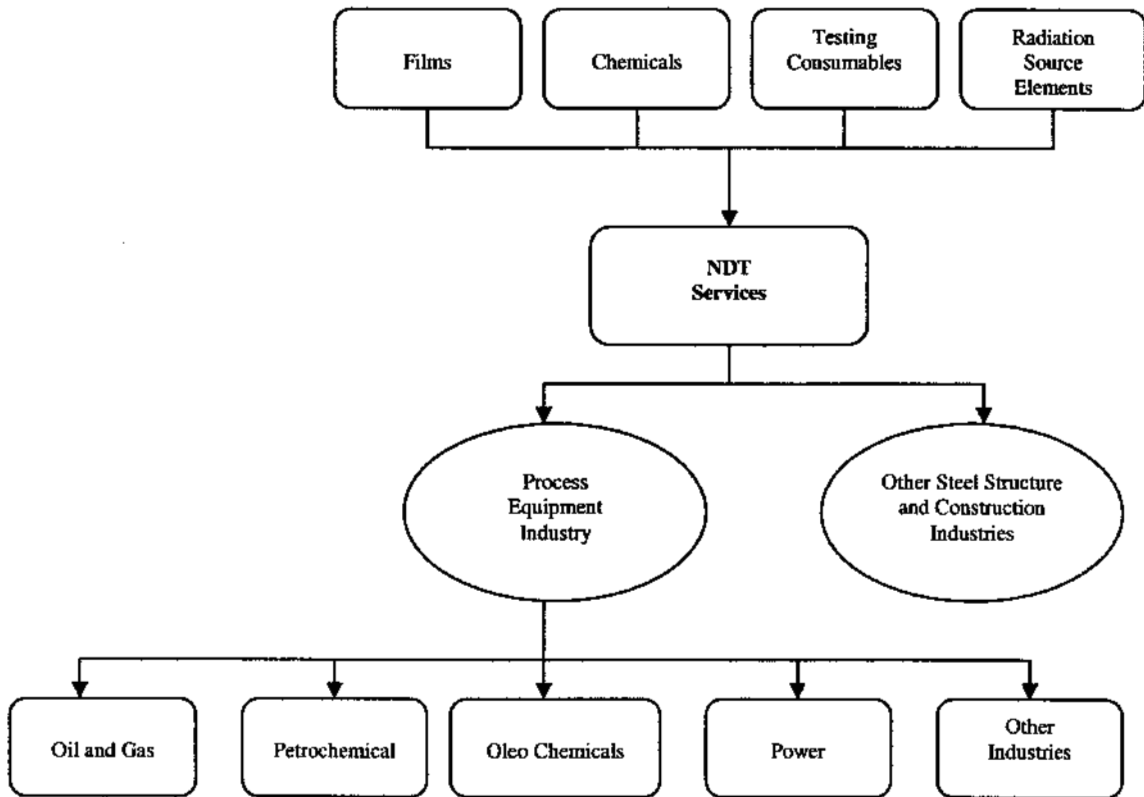 Films
Chemicals
Testing
Consumables
Radiation
Source
Elements
NDT
Services
Process
Equipment
Industry
Other Steel Structure
and Construction
Industries
Oil and Gas
Petrochemical
Oleo Chemicals
Power
Other
Industries